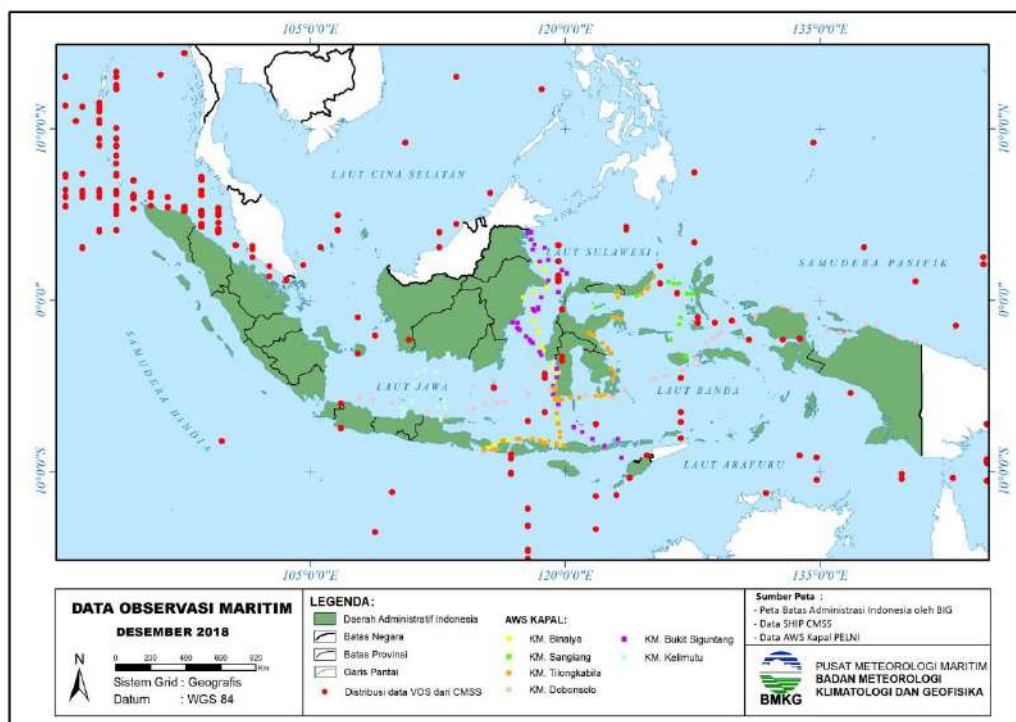 105°0'0"E 120°0'0"E 135°0'0"E
10°0'0"N 10°0'0"N
LAUT CINA SELATAN
LAUT SULAWESI
SAMUDERA PASIFIK
0°0'0" 0°0'0"
SAMUDERA HINDIA
LAUT JAWA
LAUT BANDA
LAUT ARAFURU
10°0'0"S 10°0'0"S
105°0'0"E 120°0'0"E 135°0'0"E
DATA OBSERVASI MARITIM
DESEMBER 2018
N
0 230 460 690 920
Km
Sistem Grid : Geografis
Datum : WGS 84
LEGENDA:
Daerah Administratif Indonesia
Batas Negara
Batas Provinsi
Garis Pantai
Distribusi data VOS dari CMSS
AWS KAPAL:
KM. Binaiya
KM. Sangiang
KM. Tilongkabila
KM. Dobonsolo
KM. Bukit Siguntang
KM. Kelimutu
Sumber Peta :
- Peta Batas Administrasi Indonesia oleh BIG
- Data SHIP CMSS
- Data AWS Kapal PELNI
BMKG
PUSAT METEOROLOGI MARITIM
BADAN METEOROLOGI
KLIMATOLOGI DAN GEOFISIKA